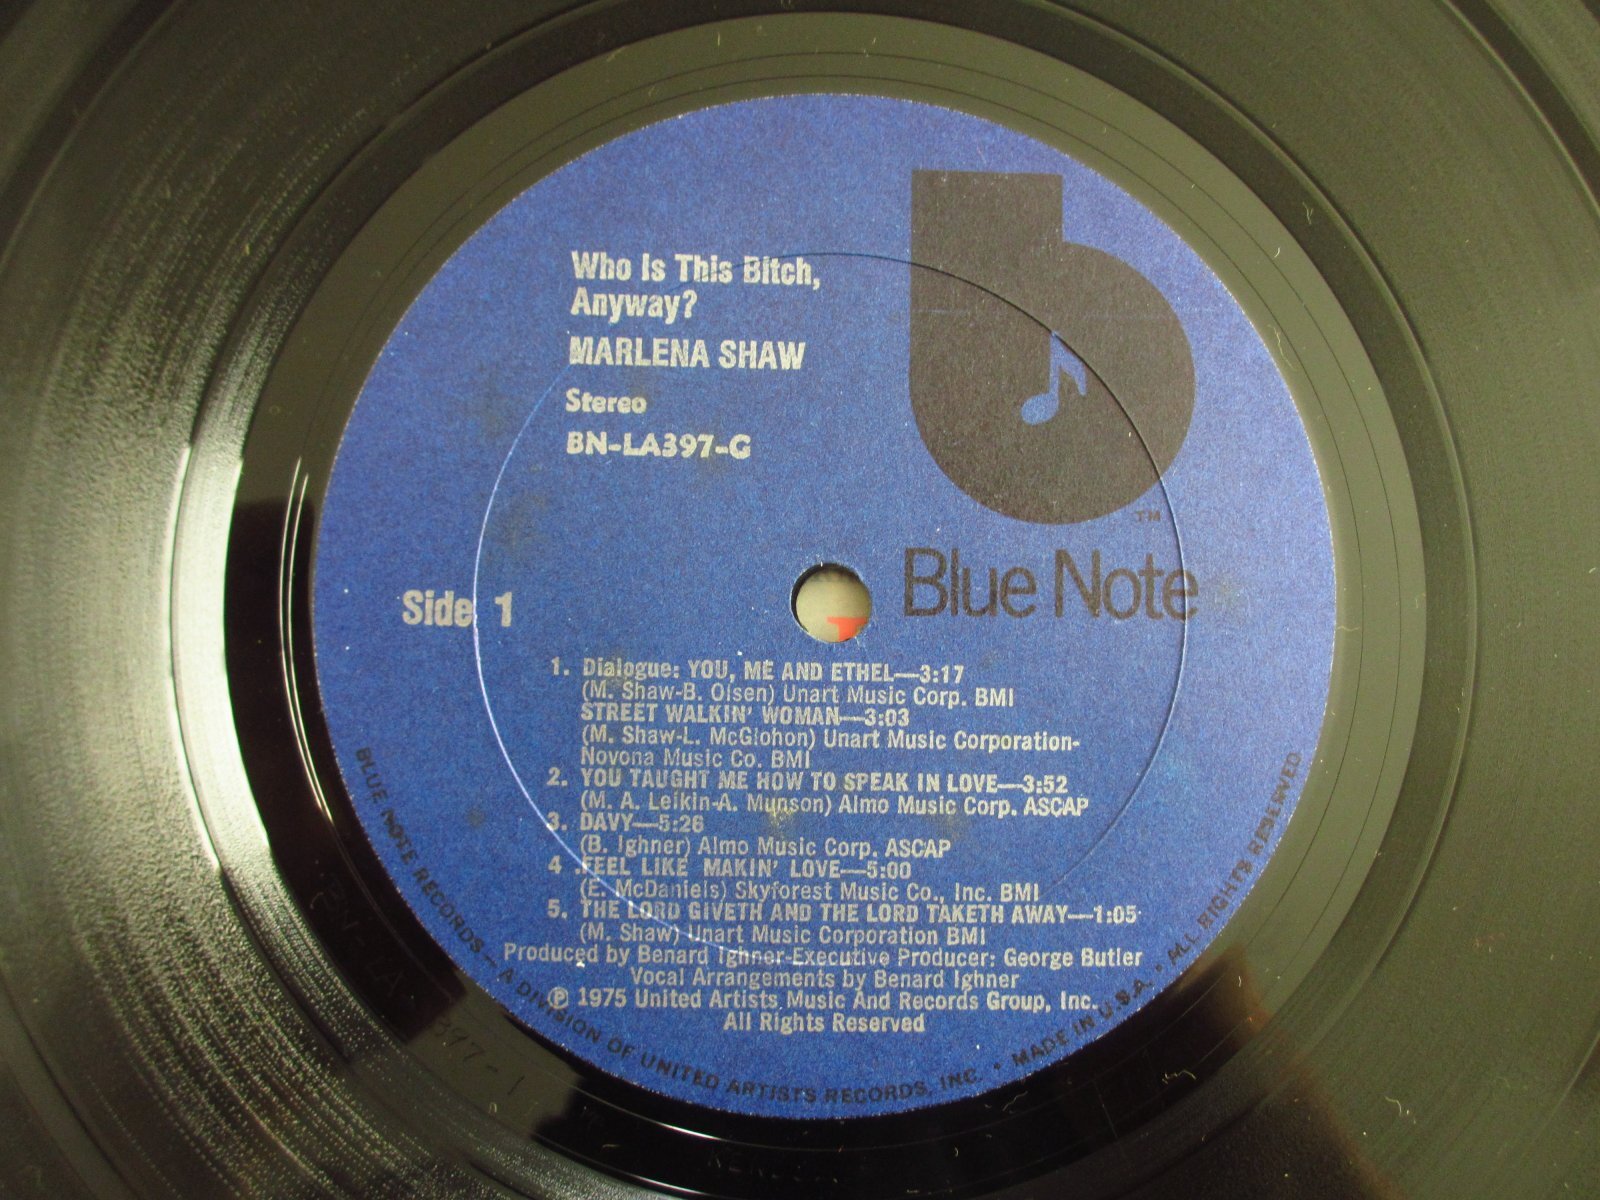 Who Is This Bitch,
Anyway?
MARLENA SHAW
Stereo
BN-LA397-G
TM
Blue Note
Side 1
1. Dialogue: YOU, ME AND ETHEL—3:17
(M. Shaw-B. Olsen) Unart Music Corp. BMI
STREET WALKIN' WOMAN—3:03
(M. Shaw-L. McGlohon) Unart Music Corporation-
Novona Music Co. BMI
2. YOU TAUGHT ME HOW TO SPEAK IN LOVE—3:52
(M. A. Leikin-A. Munson) Almo Music Corp. ASCAP
3. DAVY—5:26
(B. Ighner) Almo Music Corp. ASCAP
4 .FEEL LIKE MAKIN' LOVE—5:00
(E. McDaniels) Skyforest Music Co., Inc. BMI
5. THE LORD GIVETH AND THE LORD TAKETH AWAY—1:05
(M. Shaw) Unart Music Corporation BMI
Produced by Benard Ighner-Executive Producer: George Butler
Vocal Arrangements by Benard Ighner
℗ 1975 United Artists Music And Records Group, Inc.
All Rights Reserved
BLUE NOTE RECORDS — A DIVISION OF UNITED ARTISTS RECORDS, INC. • MADE IN U.S.A. • ALL RIGHTS RESERVED
BN-LA 397-1